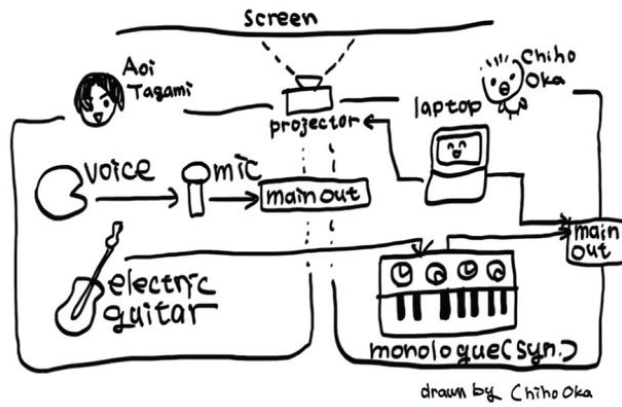 screen
Aoi
Tagami
Chiho
Oka
projector
laptop
voice
mic
main out
main
out
electric
guitar
monologue(syn.)
drawn by Chiho Oka